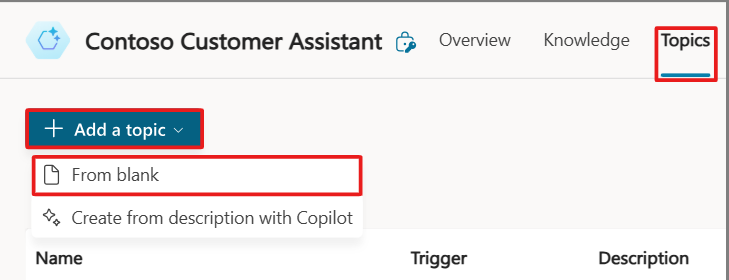 Contoso Customer Assistant Overview Knowledge Topics
Add a topic
From blank
Create from description with Copilot
Name Trigger Description